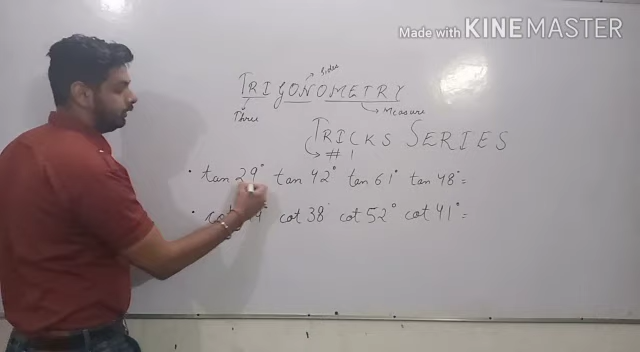 Made with KINEMASTER
Sides
TRIGONOMETRY
Three
Measure
TRICKS SERIES
# 1
• tan 29° tan 42° tan 61° tan 48° =
• cot cot 38° cot 52° cot 41° =